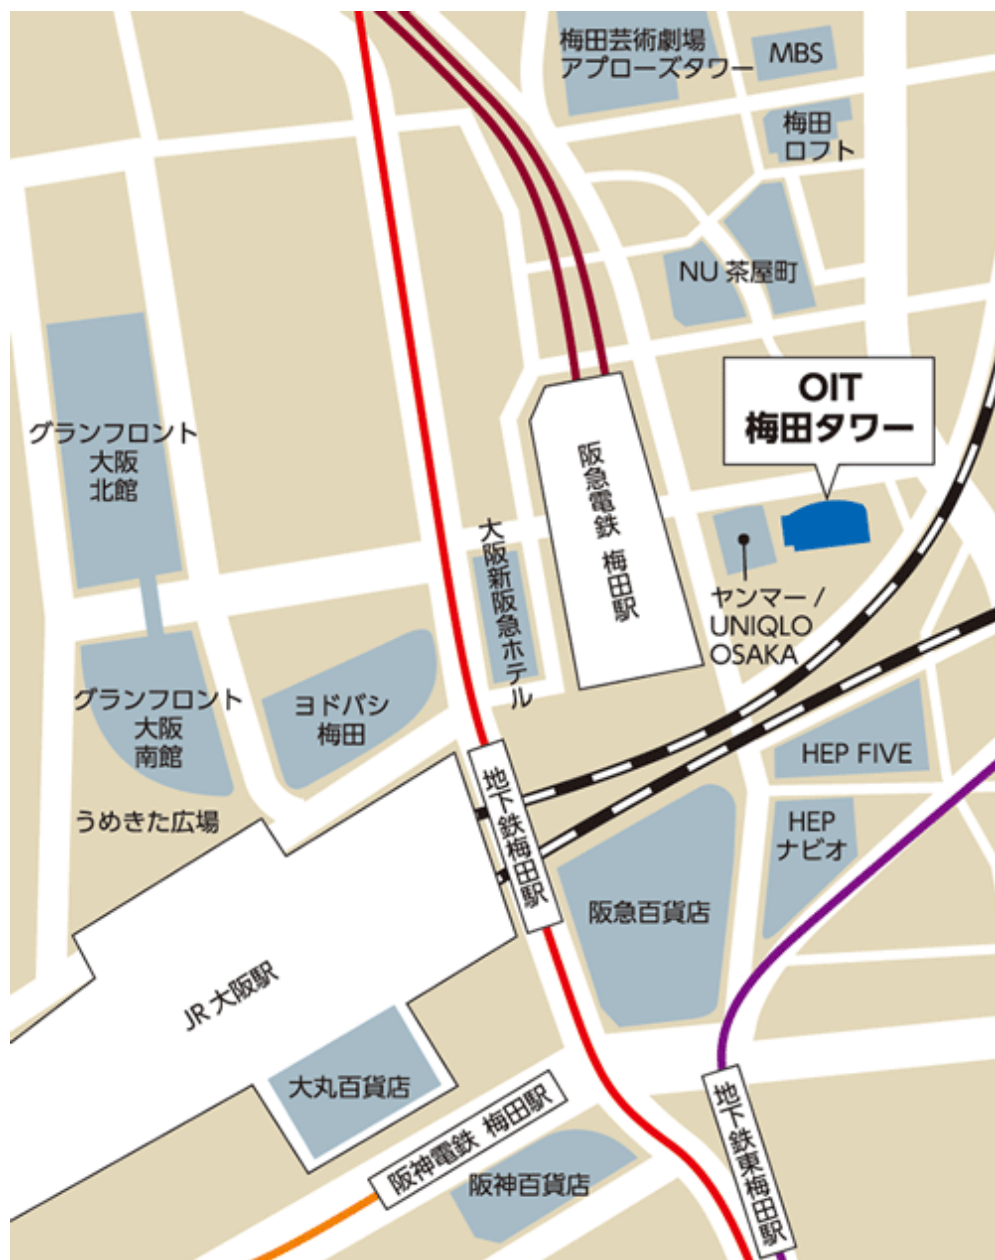 梅田芸術劇場
アプローズタワー
MBS
梅田
ロフト
NU 茶屋町
OIT
梅田タワー
グランフロント
大阪
北館
阪急電鉄 梅田駅
大阪新阪急ホテル
ヤンマー /
UNIQLO
OSAKA
グランフロント
大阪
南館
ヨドバシ
梅田
HEP FIVE
うめきた広場
地下鉄梅田駅
HEP
ナビオ
阪急百貨店
JR 大阪駅
大丸百貨店
阪神電鉄 梅田駅
地下鉄東梅田駅
阪神百貨店